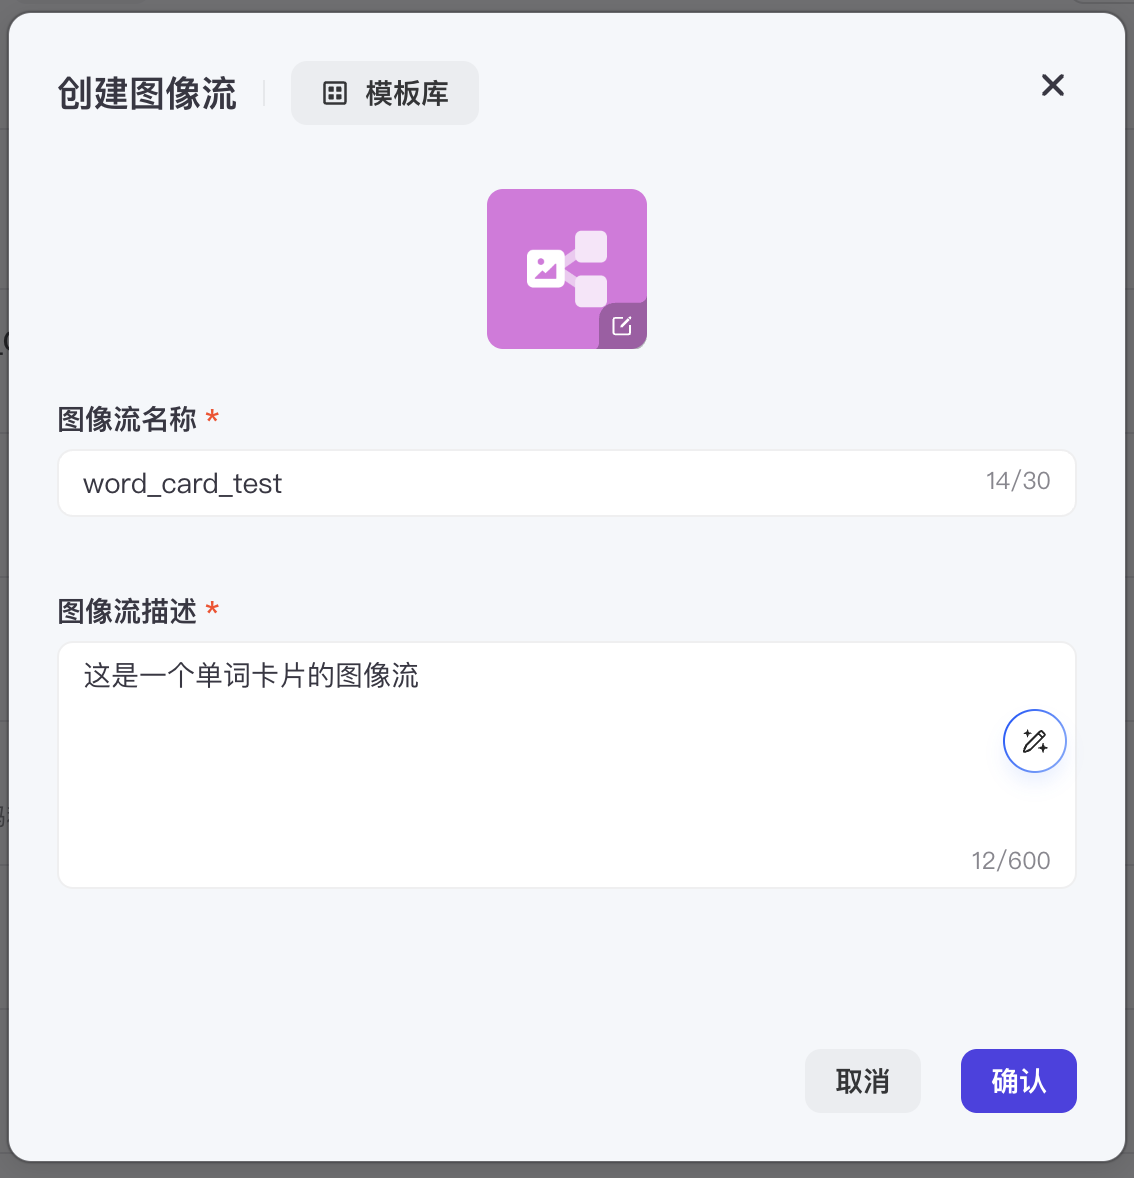 创建图像流
模板库
图像流名称 *
word_card_test
14/30
图像流描述 *
这是一个单词卡片的图像流
12/600
取消
确认